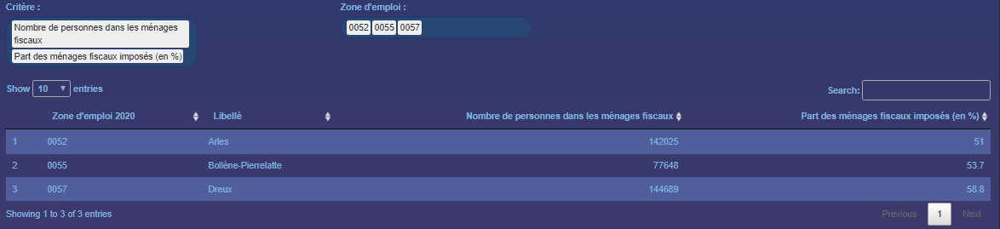 Critère :
Zone d'emploi :
Nombre de personnes dans les ménages
fiscaux
Part des ménages fiscaux imposés (en %)
0052 0055 0057
Show 10 entries
Search:
Zone d'emploi 2020 Libellé Nombre de personnes dans les ménages fiscaux Part des ménages fiscaux imposés (en %)
1 0052 Arles 142025 51
2 0055 Bollène-Pierrelatte 77648 53.7
3 0057 Dreux 144689 58.8
Showing 1 to 3 of 3 entries
Previous 1 Next